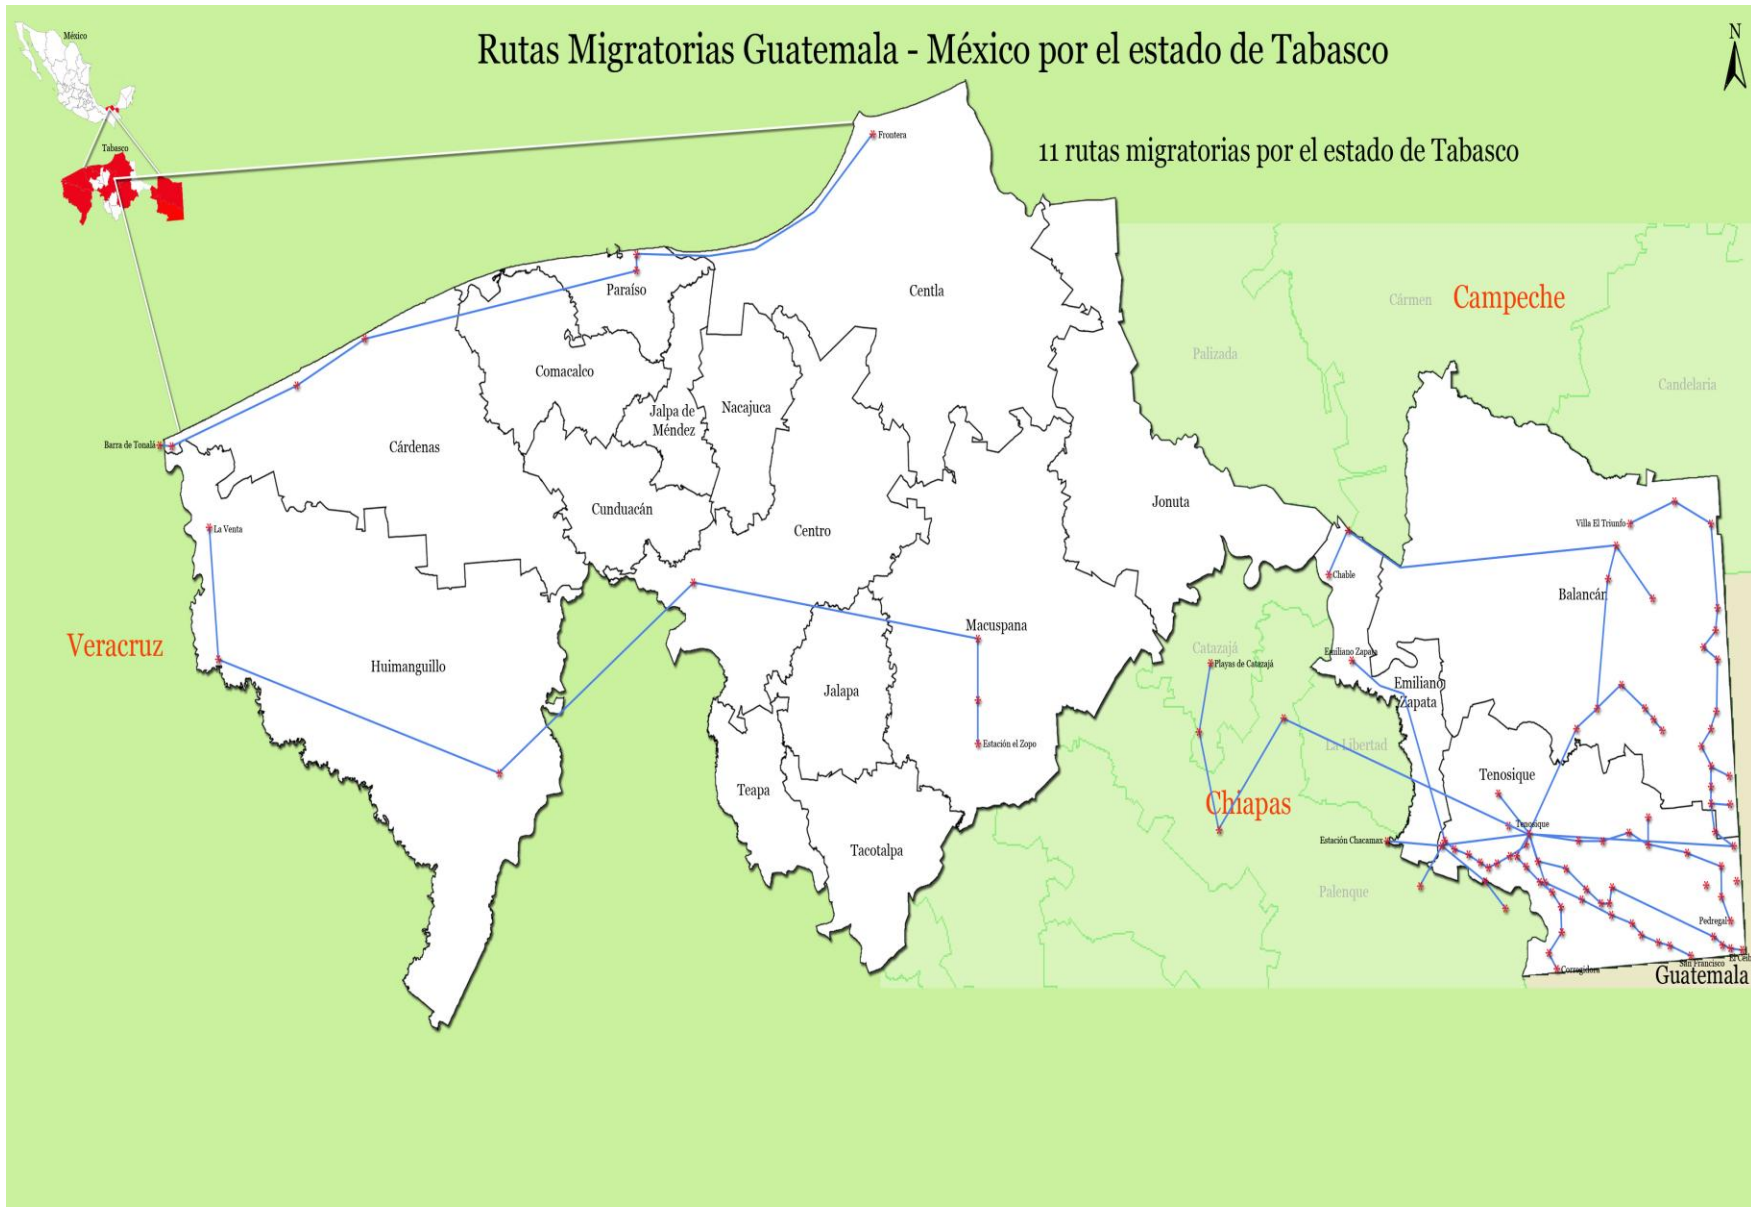 Rutas Migratorias Guatemala - México por el estado de Tabasco
N
México
Tabasco
11 rutas migratorias por el estado de Tabasco
Frontera
Paraíso
Centla
Cármen
Campeche
Palizada
Candelaria
Comacalco
Jalpa de
Méndez
Nacajuca
Barra de Tonalá
Cárdenas
Cunduacán
Centro
Jonuta
La Venta
Villa El Triunfo
Chable
Balancán
Veracruz
Huimanguillo
Macuspana
Jalapa
Catazajá
Playas de Catazajá
Emiliano Zapata
Emiliano
Zapata
Estación el Zopo
La Libertad
Teapa
Chiapas
Tenosique
Tenosique
Estación Chacamax
Tacotalpa
Palenque
Pedregal
Corregidora
San Francisco
El Ceib
Guatemala